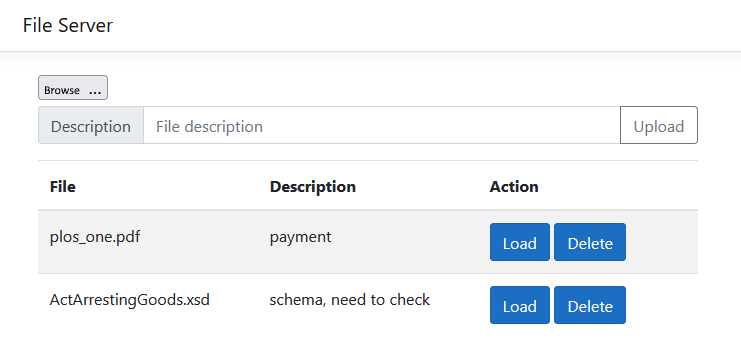 File Server
Browse ...
Description File description Upload
File Description Action
plos_one.pdf payment Load Delete
ActArrestingGoods.xsd schema, need to check Load Delete